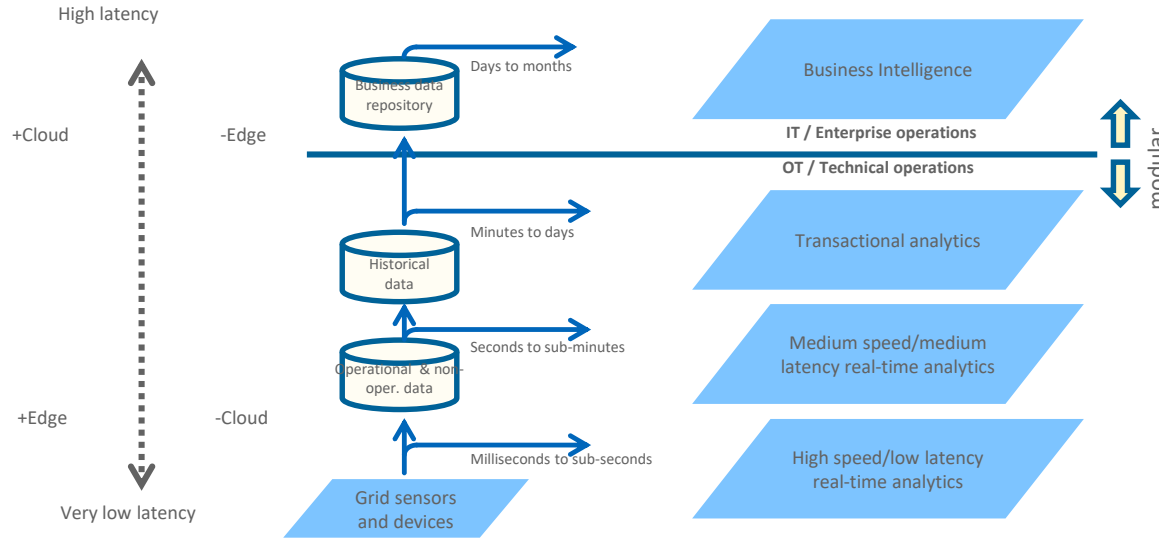 High latency
Days to months
Business data
repository
Business Intelligence
+Cloud
-Edge
IT / Enterprise operations
OT / Technical operations
modular
Minutes to days
Transactional analytics
Historical
data
Seconds to sub-minutes
Medium speed/medium
latency real-time analytics
Operational & non-
oper. data
+Edge
-Cloud
Milliseconds to sub-seconds
High speed/low latency
real-time analytics
Grid sensors
and devices
Very low latency